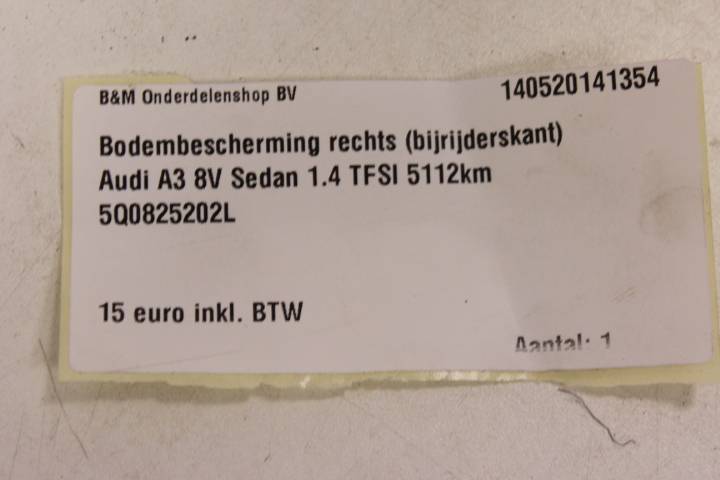 B&M Onderdelenshop BV 140520141354
Bodembescherming rechts (bijrijderskant)
Audi A3 8V Sedan 1.4 TFSI 5112km
5Q0825202L
15 euro inkl. BTW
Aantal: 1